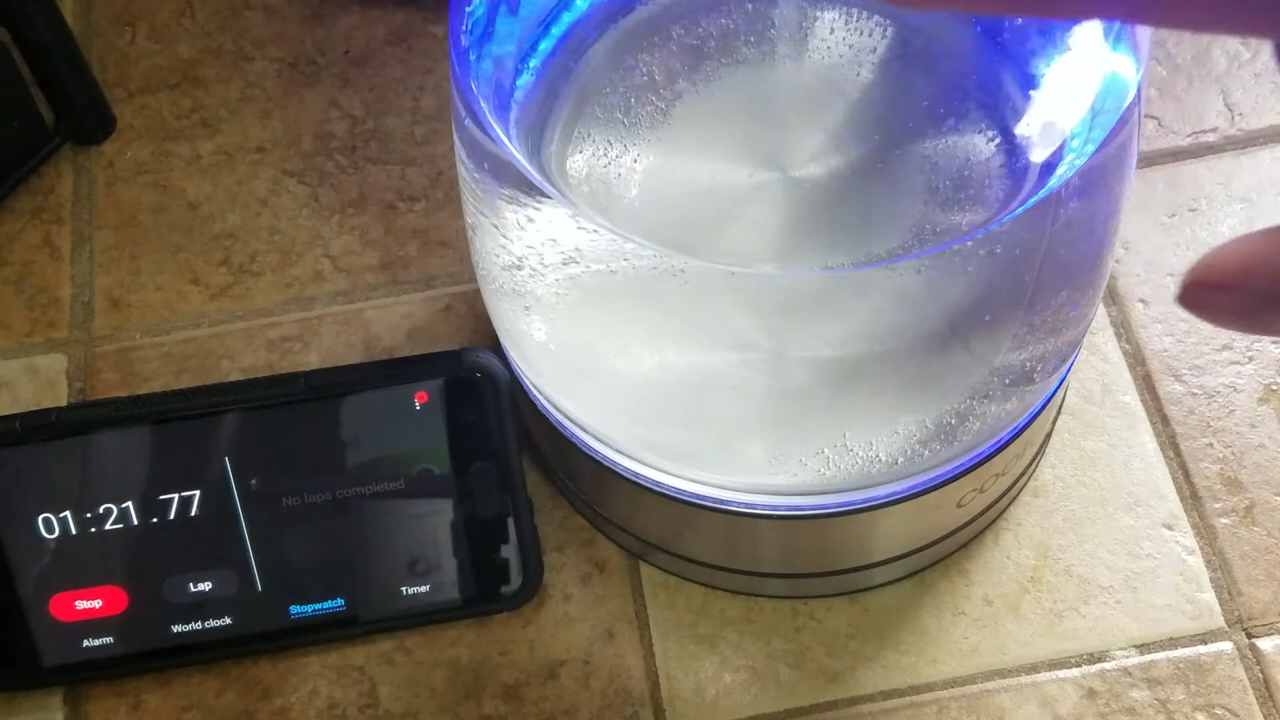 No laps completed
01:21.77
Stop
Lap
Alarm
World clock
Stopwatch
Timer